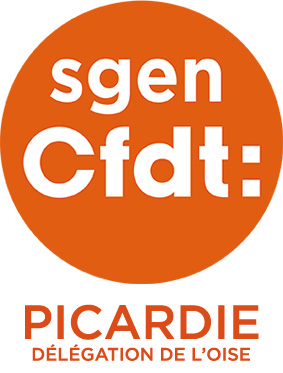 sgen
Cfdt:
PICARDIE
DÉLÉGATION DE L'OISE